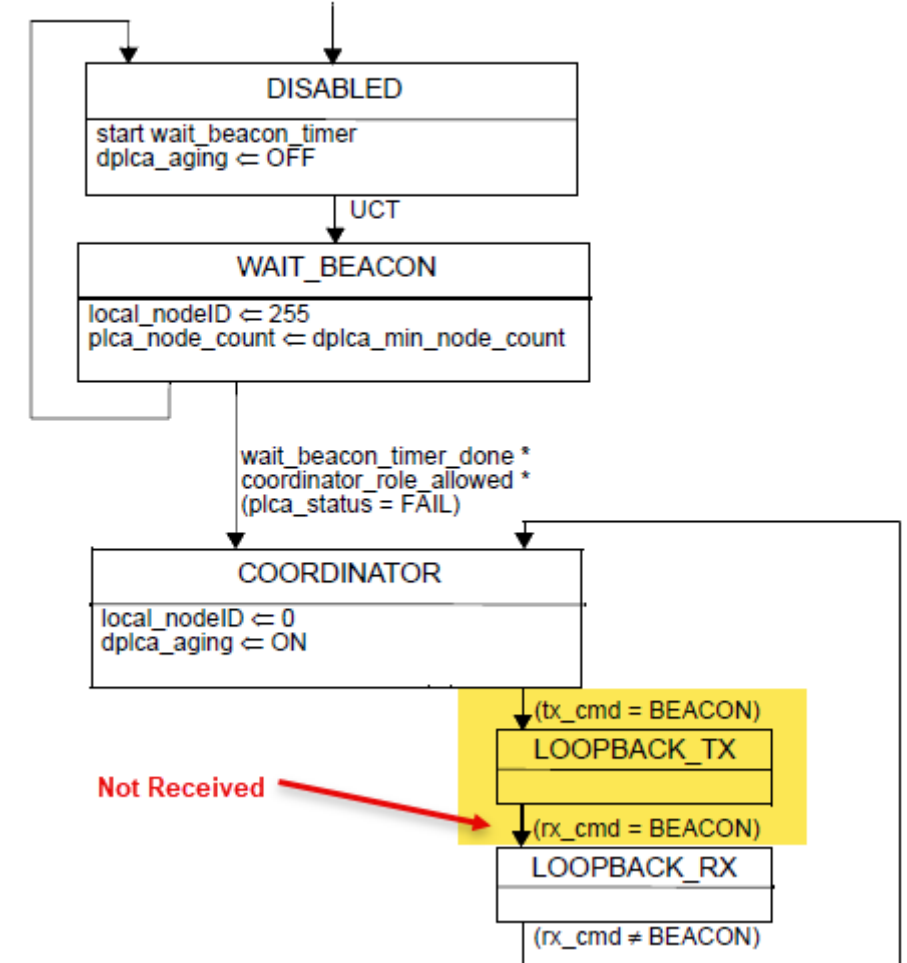 DISABLED
start wait_beacon_timer
dplca_aging ⇐ OFF
UCT
WAIT_BEACON
local_nodeID ⇐ 255
plca_node_count ⇐ dplca_min_node_count
wait_beacon_timer_done *
coordinator_role_allowed *
(plca_status = FAIL)
COORDINATOR
local_nodeID ⇐ 0
dplca_aging ⇐ ON
(tx_cmd = BEACON)
LOOPBACK_TX
Not Received
(rx_cmd = BEACON)
LOOPBACK_RX
(rx_cmd ≠ BEACON)